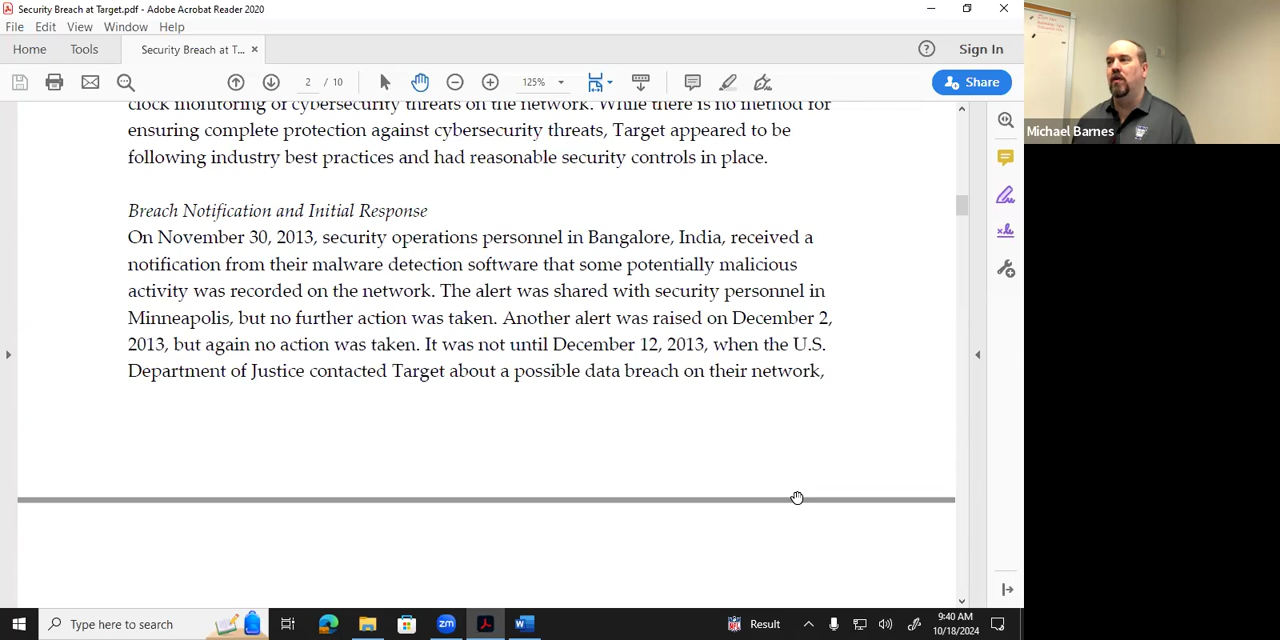 Security Breach at Target.pdf - Adobe Acrobat Reader 2020
File Edit View Window Help
Home Tools Security Breach at T... × Sign In
2 / 10 125% Share
clock monitoring of cybersecurity threats on the network. While there is no method for
ensuring complete protection against cybersecurity threats, Target appeared to be
following industry best practices and had reasonable security controls in place.
Breach Notification and Initial Response
On November 30, 2013, security operations personnel in Bangalore, India, received a
notification from their malware detection software that some potentially malicious
activity was recorded on the network. The alert was shared with security personnel in
Minneapolis, but no further action was taken. Another alert was raised on December 2,
2013, but again no action was taken. It was not until December 12, 2013, when the U.S.
Department of Justice contacted Target about a possible data breach on their network,
Michael Barnes
Type here to search
zm
Result
9:40 AM
10/18/2024